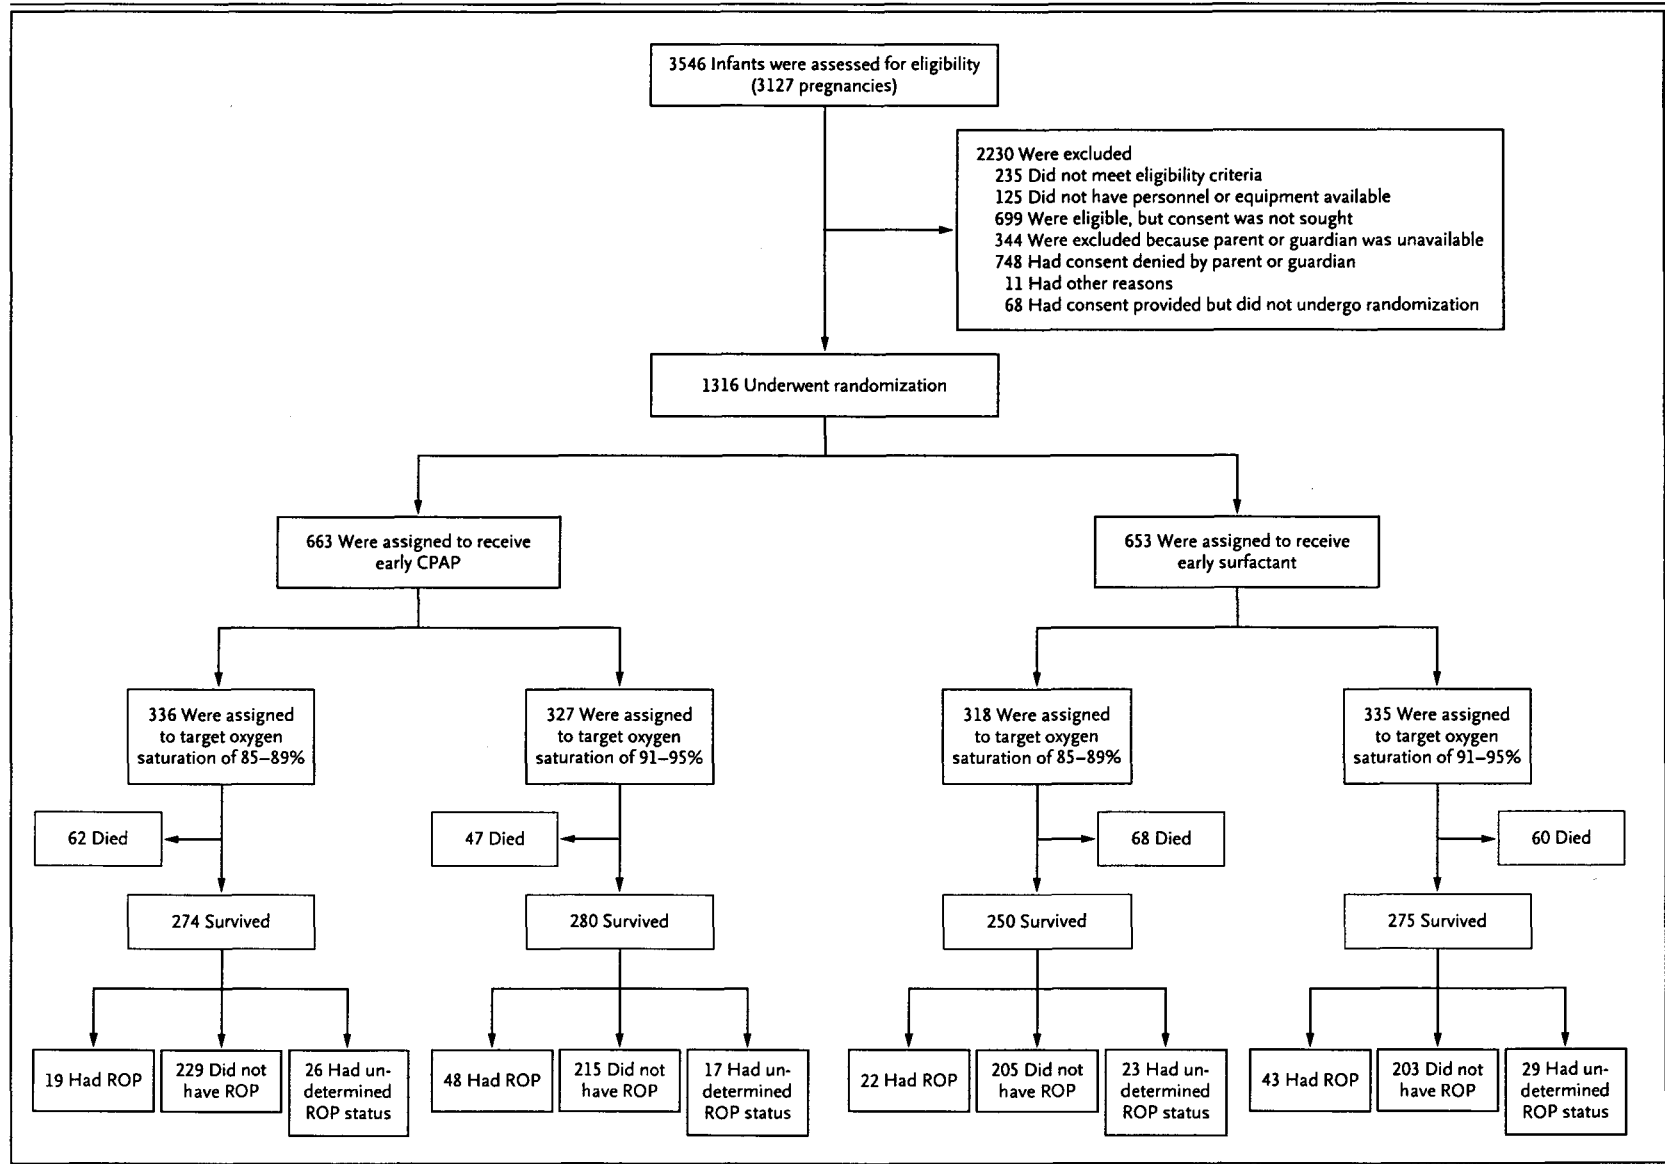 3546 Infants were assessed for eligibility
(3127 pregnancies)
2230 Were excluded
235 Did not meet eligibility criteria
125 Did not have personnel or equipment available
699 Were eligible, but consent was not sought
344 Were excluded because parent or guardian was unavailable
748 Had consent denied by parent or guardian
11 Had other reasons
68 Had consent provided but did not undergo randomization
1316 Underwent randomization
663 Were assigned to receive
early CPAP
653 Were assigned to receive
early surfactant
336 Were assigned
to target oxygen
saturation of 85–89%
327 Were assigned
to target oxygen
saturation of 91–95%
318 Were assigned
to target oxygen
saturation of 85–89%
335 Were assigned
to target oxygen
saturation of 91–95%
62 Died
47 Died
68 Died
60 Died
274 Survived
280 Survived
250 Survived
275 Survived
19 Had ROP
229 Did not
have ROP
26 Had un-
determined
ROP status
48 Had ROP
215 Did not
have ROP
17 Had un-
determined
ROP status
22 Had ROP
205 Did not
have ROP
23 Had un-
determined
ROP status
43 Had ROP
203 Did not
have ROP
29 Had un-
determined
ROP status